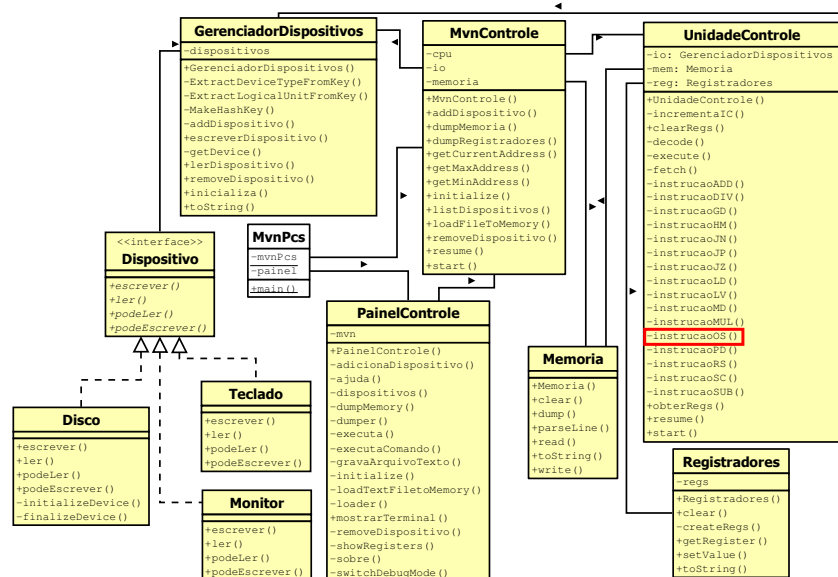 GerenciadorDispositivos
-dispositivos
+GerenciadorDispositivos()
-ExtractDeviceTypeFromKey()
-ExtractLogicalUnitFromKey()
-MakeHashKey()
-addDispositivo()
+escreverDispositivo()
-getDevice()
+lerDispositivo()
+removeDispositivo()
+inicializa()
+toString()
MvnControle
-cpu
-io
-memoria
+MvnControle()
+addDispositivo()
+dumpMemoria()
+dumpRegistradores()
+getCurrentAddress()
+getMaxAddress()
+getMinAddress()
+initialize()
+listDispositivos()
+loadFileToMemory()
+removeDispositivo()
+resume()
+start()
UnidadeControle
-io: GerenciadorDispositivos
-mem: Memoria
-reg: Registradores
+UnidadeControle()
-incrementaIC()
+clearRegs()
-decode()
-execute()
-fetch()
-instrucaoADD()
-instrucaoDIV()
-instrucaoGD()
-instrucaoHM()
-instrucaoJN()
-instrucaoJP()
-instrucaoJZ()
-instrucaoLD()
-instrucaoLV()
-instrucaoMD()
-instrucaoMUL()
-instrucaoOS()
-instrucaoPD()
-instrucaoRS()
-instrucaoSC()
-instrucaoSUB()
+obterRegs()
+resume()
+start()
<<interface>>
Dispositivo
+escrever()
+ler()
+podeLer()
+podeEscrever()
MvnPcs
-mvnPcs
-painel
+main()
PainelControle
-mvn
+PainelControle()
-adicionaDispositivo()
-ajuda()
-dispositivos()
-dumpMemory()
-dumper()
-executa()
-executaComando()
-gravaArquivoTexto()
-initialize()
-loadTextFiletoMemory()
-loader()
+mostrarTerminal()
-removeDispositivo()
-showRegisters()
-sobre()
-switchDebugMode()
Memoria
+Memoria()
+clear()
+dump()
+parseLine()
+read()
+toString()
+write()
Teclado
+escrever()
+ler()
+podeLer()
+podeEscrever()
Disco
+escrever()
+ler()
+podeLer()
+podeEscrever()
-initializeDevice()
-finalizeDevice()
Monitor
+escrever()
+ler()
+podeLer()
+podeEscrever()
Registradores
-regs
+Registradores()
+clear()
-createRegs()
+getRegister()
+setValue()
+toString()